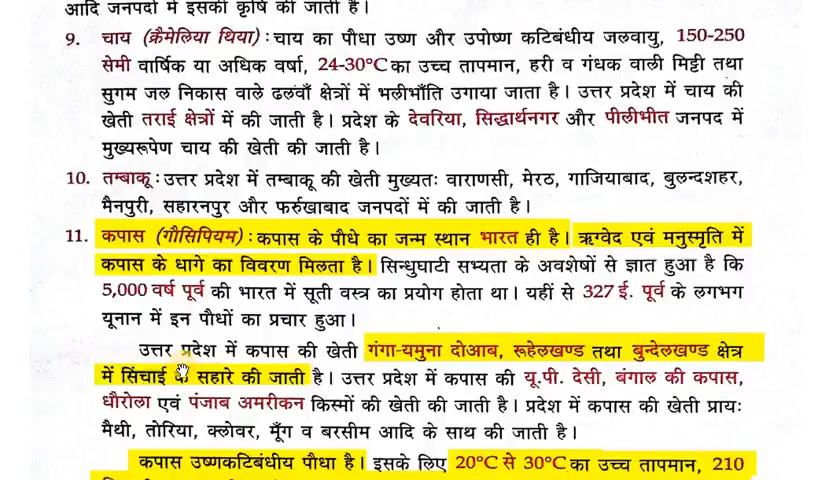 आदि जनपदों में इसकी कृषि की जाती है।
9. चाय (क्रैमेलिया थिया) : चाय का पौधा उष्ण और उपोष्ण कटिबंधीय जलवायु, 150-250
सेमी वार्षिक या अधिक वर्षा, 24-30°C का उच्च तापमान, हरी व गंधक वाली मिट्टी तथा
सुगम जल निकास वाले ढलवाँ क्षेत्रों में भलीभाँति उगाया जाता है। उत्तर प्रदेश में चाय की
खेती तराई क्षेत्रों में की जाती है। प्रदेश के देवरिया, सिद्धार्थनगर और पीलीभीत जनपद में
मुख्यरूपेण चाय की खेती की जाती है।
10. तम्बाकू : उत्तर प्रदेश में तम्बाकू की खेती मुख्यतः वाराणसी, मेरठ, गाजियाबाद, बुलन्दशहर,
मैनपुरी, सहारनपुर और फर्रुखाबाद जनपदों में की जाती है।
11. कपास (गौसिपियम) : कपास के पौधे का जन्म स्थान भारत ही है। ऋग्वेद एवं मनुस्मृति में
कपास के धागे का विवरण मिलता है। सिन्धुघाटी सभ्यता के अवशेषों से ज्ञात हुआ है कि
5,000 वर्ष पूर्व की भारत में सूती वस्त्र का प्रयोग होता था। यहीं से 327 ई. पूर्व के लगभग
यूनान में इन पौधों का प्रचार हुआ।
उत्तर प्रदेश में कपास की खेती गंगा-यमुना दोआब, रूहेलखण्ड तथा बुन्देलखण्ड क्षेत्र
में सिंचाई के सहारे की जाती है। उत्तर प्रदेश में कपास की यू.पी. देसी, बंगाल की कपास,
धौरोला एवं पंजाब अमरीकन किस्मों की खेती की जाती है। प्रदेश में कपास की खेती प्रायः
मैथी, तोरिया, क्लोवर, मूँग व बरसीम आदि के साथ की जाती है।
कपास उष्णकटिबंधीय पौधा है। इसके लिए 20°C से 30°C का उच्च तापमान, 210